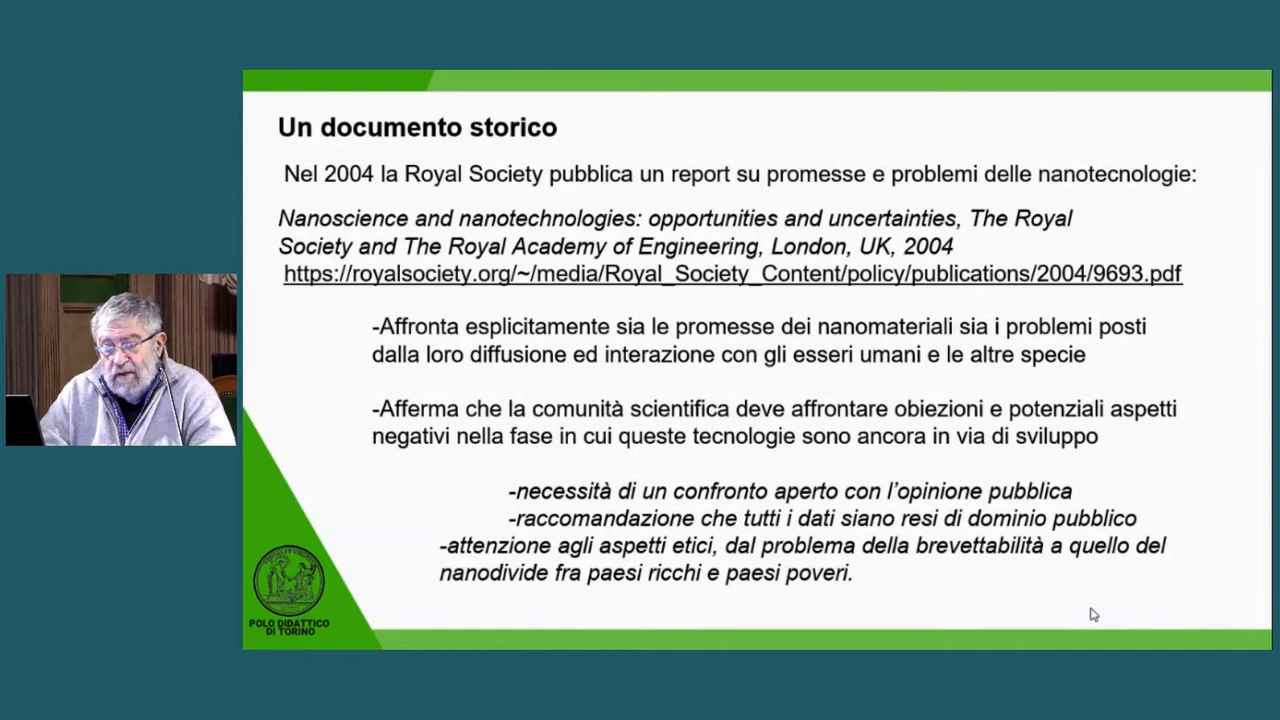 Un documento storico
Nel 2004 la Royal Society pubblica un report su promesse e problemi delle nanotecnologie:
Nanoscience and nanotechnologies: opportunities and uncertainties, The Royal
Society and The Royal Academy of Engineering, London, UK, 2004
https://royalsociety.org/~/media/Royal_Society_Content/policy/publications/2004/9693.pdf
-Affronta esplicitamente sia le promesse dei nanomateriali sia i problemi posti
dalla loro diffusione ed interazione con gli esseri umani e le altre specie
-Afferma che la comunità scientifica deve affrontare obiezioni e potenziali aspetti
negativi nella fase in cui queste tecnologie sono ancora in via di sviluppo
-necessità di un confronto aperto con l'opinione pubblica
-raccomandazione che tutti i dati siano resi di dominio pubblico
-attenzione agli aspetti etici, dal problema della brevettabilità a quello del
nanodivide fra paesi ricchi e paesi poveri.
POLO DIDATTICO
DI TORINO